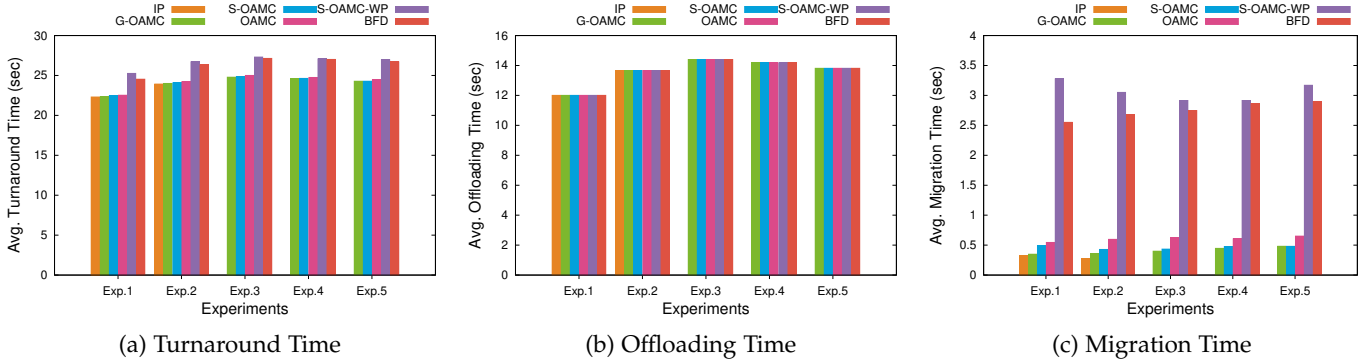 IP S-OAMC S-OAMC-WP
G-OAMC OAMC BFD
30
25
20
15
10
5
0
Avg. Turnaround Time (sec)
Exp.1 Exp.2 Exp.3 Exp.4 Exp.5
Experiments
(a) Turnaround Time
IP S-OAMC S-OAMC-WP
G-OAMC OAMC BFD
16
14
12
10
8
6
4
2
0
Avg. Offloading Time (sec)
Exp.1 Exp.2 Exp.3 Exp.4 Exp.5
Experiments
(b) Offloading Time
IP S-OAMC S-OAMC-WP
G-OAMC OAMC BFD
4
3.5
3
2.5
2
1.5
1
0.5
0
Avg. Migration Time (sec)
Exp.1 Exp.2 Exp.3 Exp.4 Exp.5
Experiments
(c) Migration Time